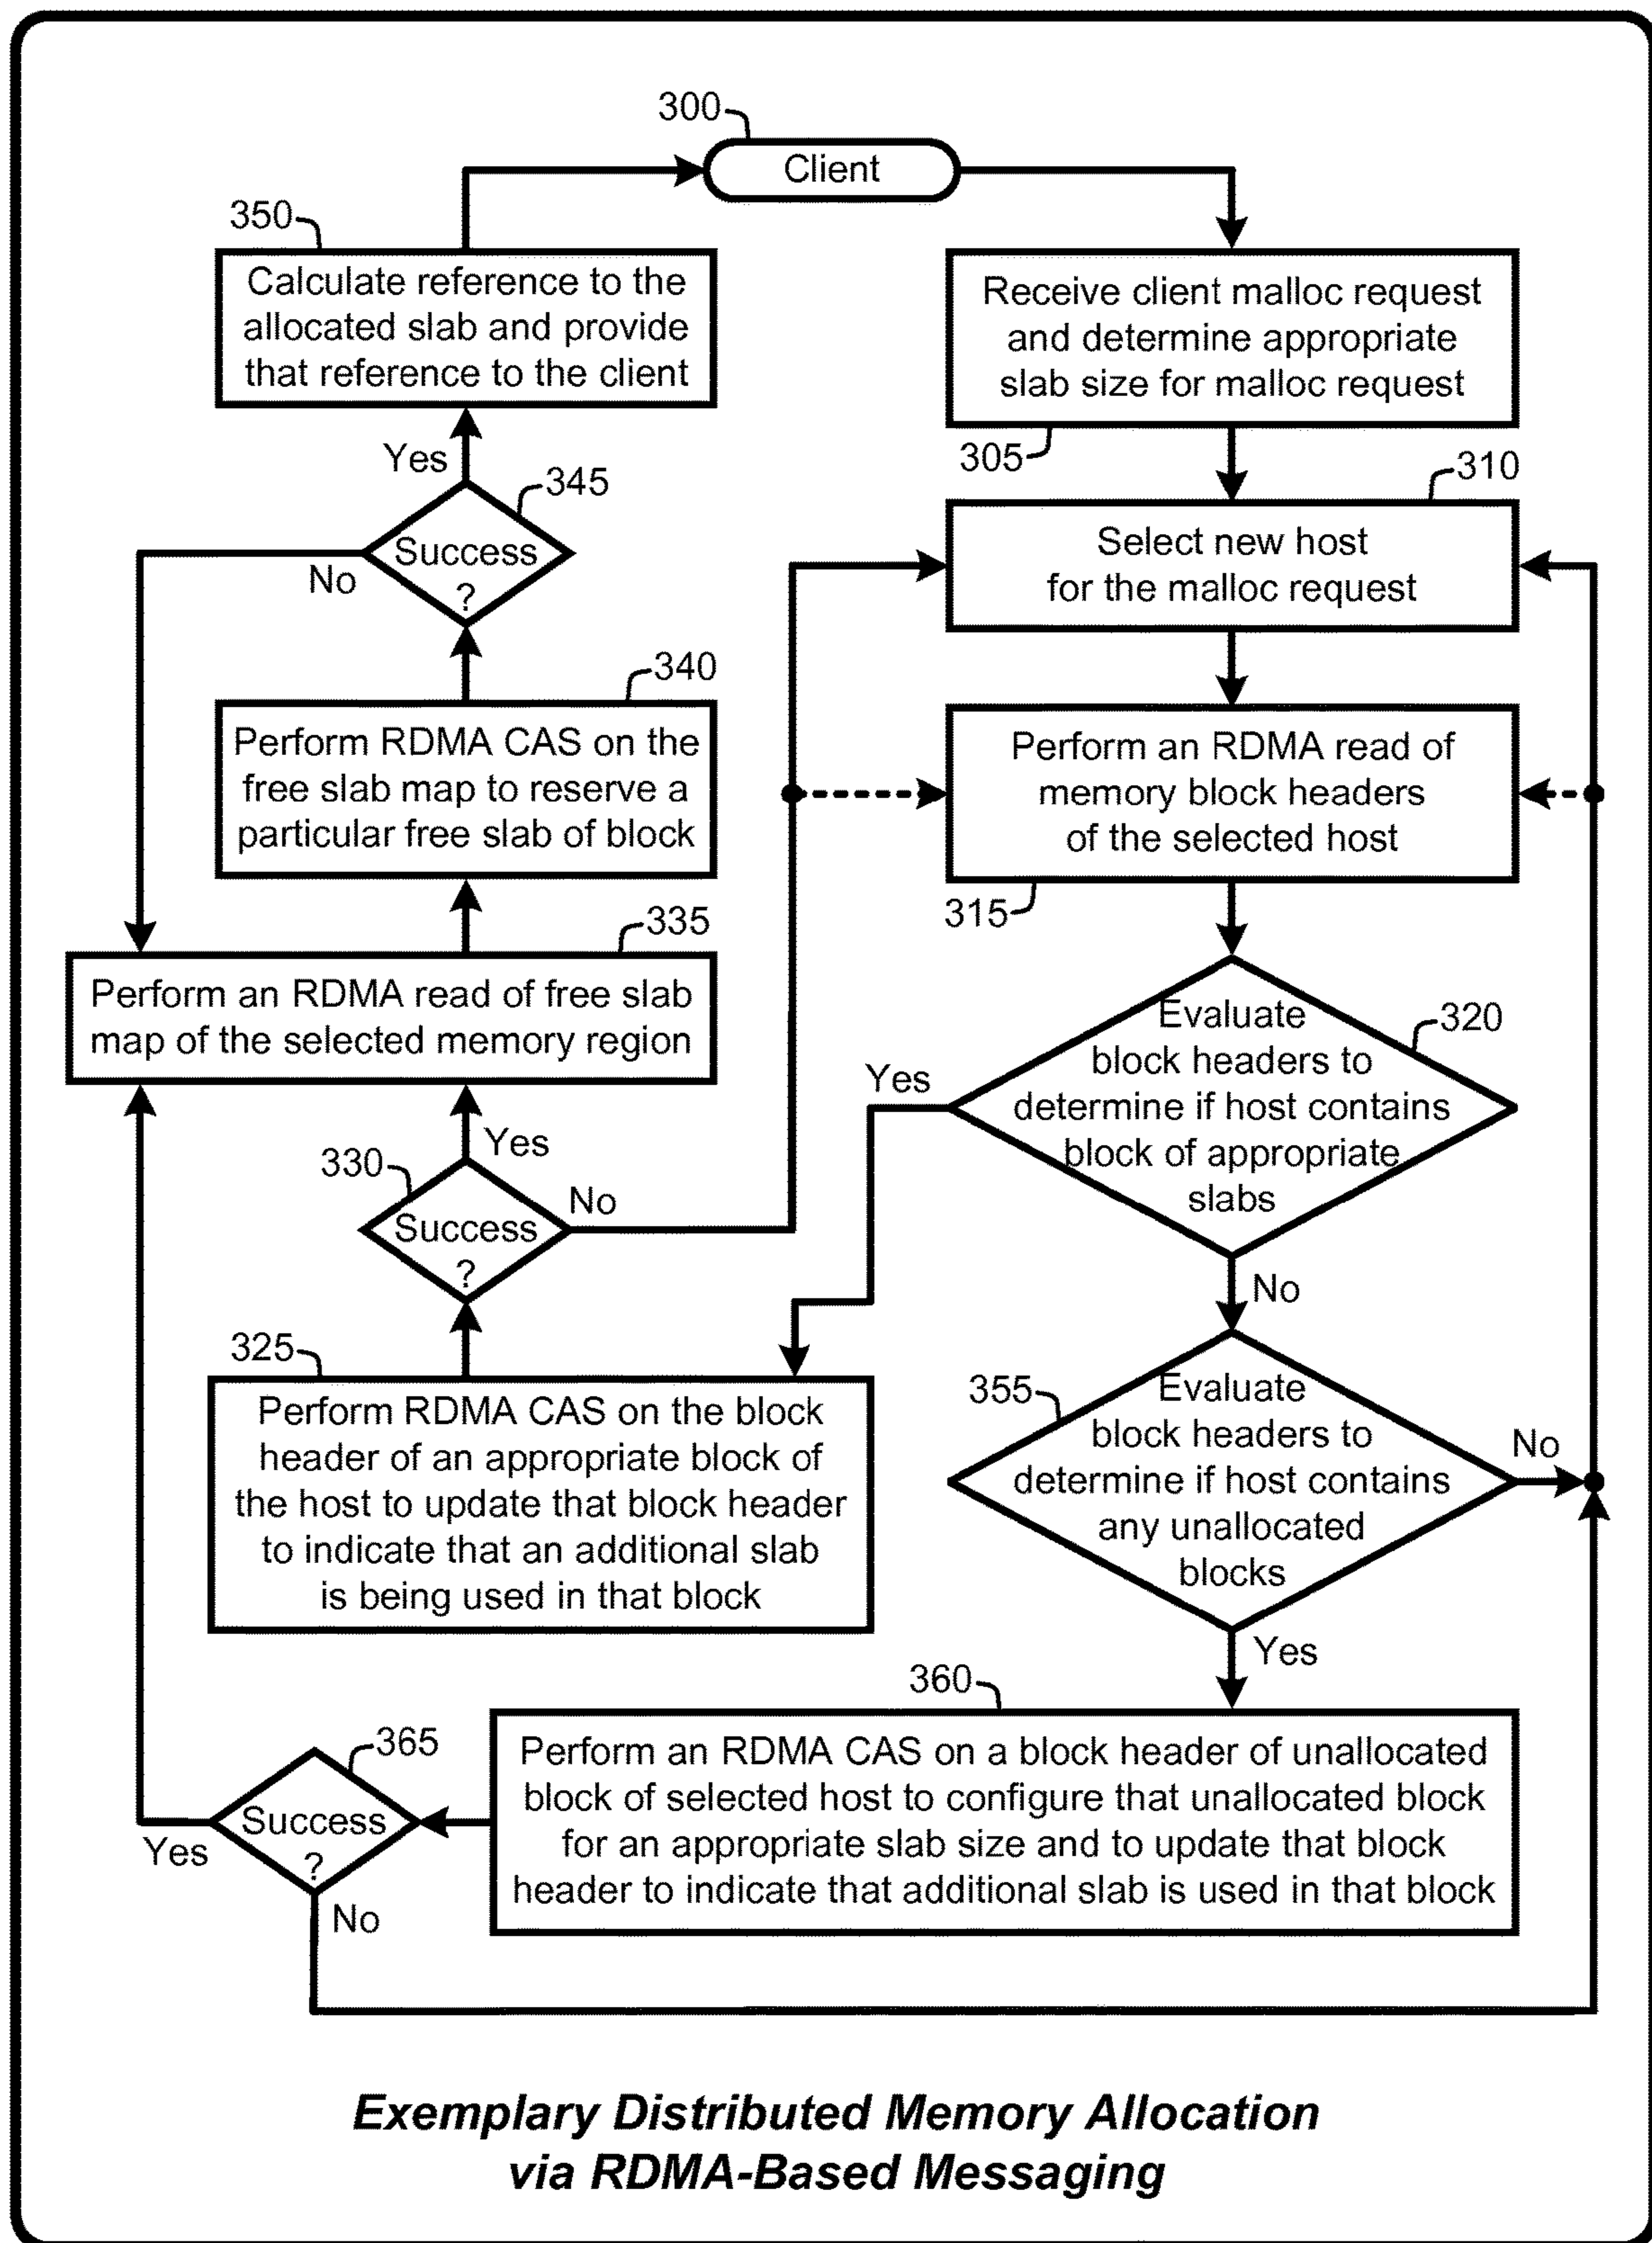 300
Client
350
Calculate reference to the
allocated slab and provide
that reference to the client
Receive client malloc request
and determine appropriate
slab size for malloc request
305
Yes
345
Success
?
No
310
Select new host
for the malloc request
340
Perform RDMA CAS on the
free slab map to reserve a
particular free slab of block
Perform an RDMA read of
memory block headers
of the selected host
315
335
Perform an RDMA read of free slab
map of the selected memory region
Evaluate
block headers to
determine if host contains
block of appropriate
slabs
320
Yes
Yes
330
Success
?
No
No
325
Perform RDMA CAS on the block
header of an appropriate block of
the host to update that block header
to indicate that an additional slab
is being used in that block
355
Evaluate
block headers to
determine if host contains
any unallocated
blocks
No
Yes
360
Perform an RDMA CAS on a block header of unallocated
block of selected host to configure that unallocated block
for an appropriate slab size and to update that block
header to indicate that additional slab is used in that block
365
Success
?
Yes
No
Exemplary Distributed Memory Allocation
via RDMA-Based Messaging